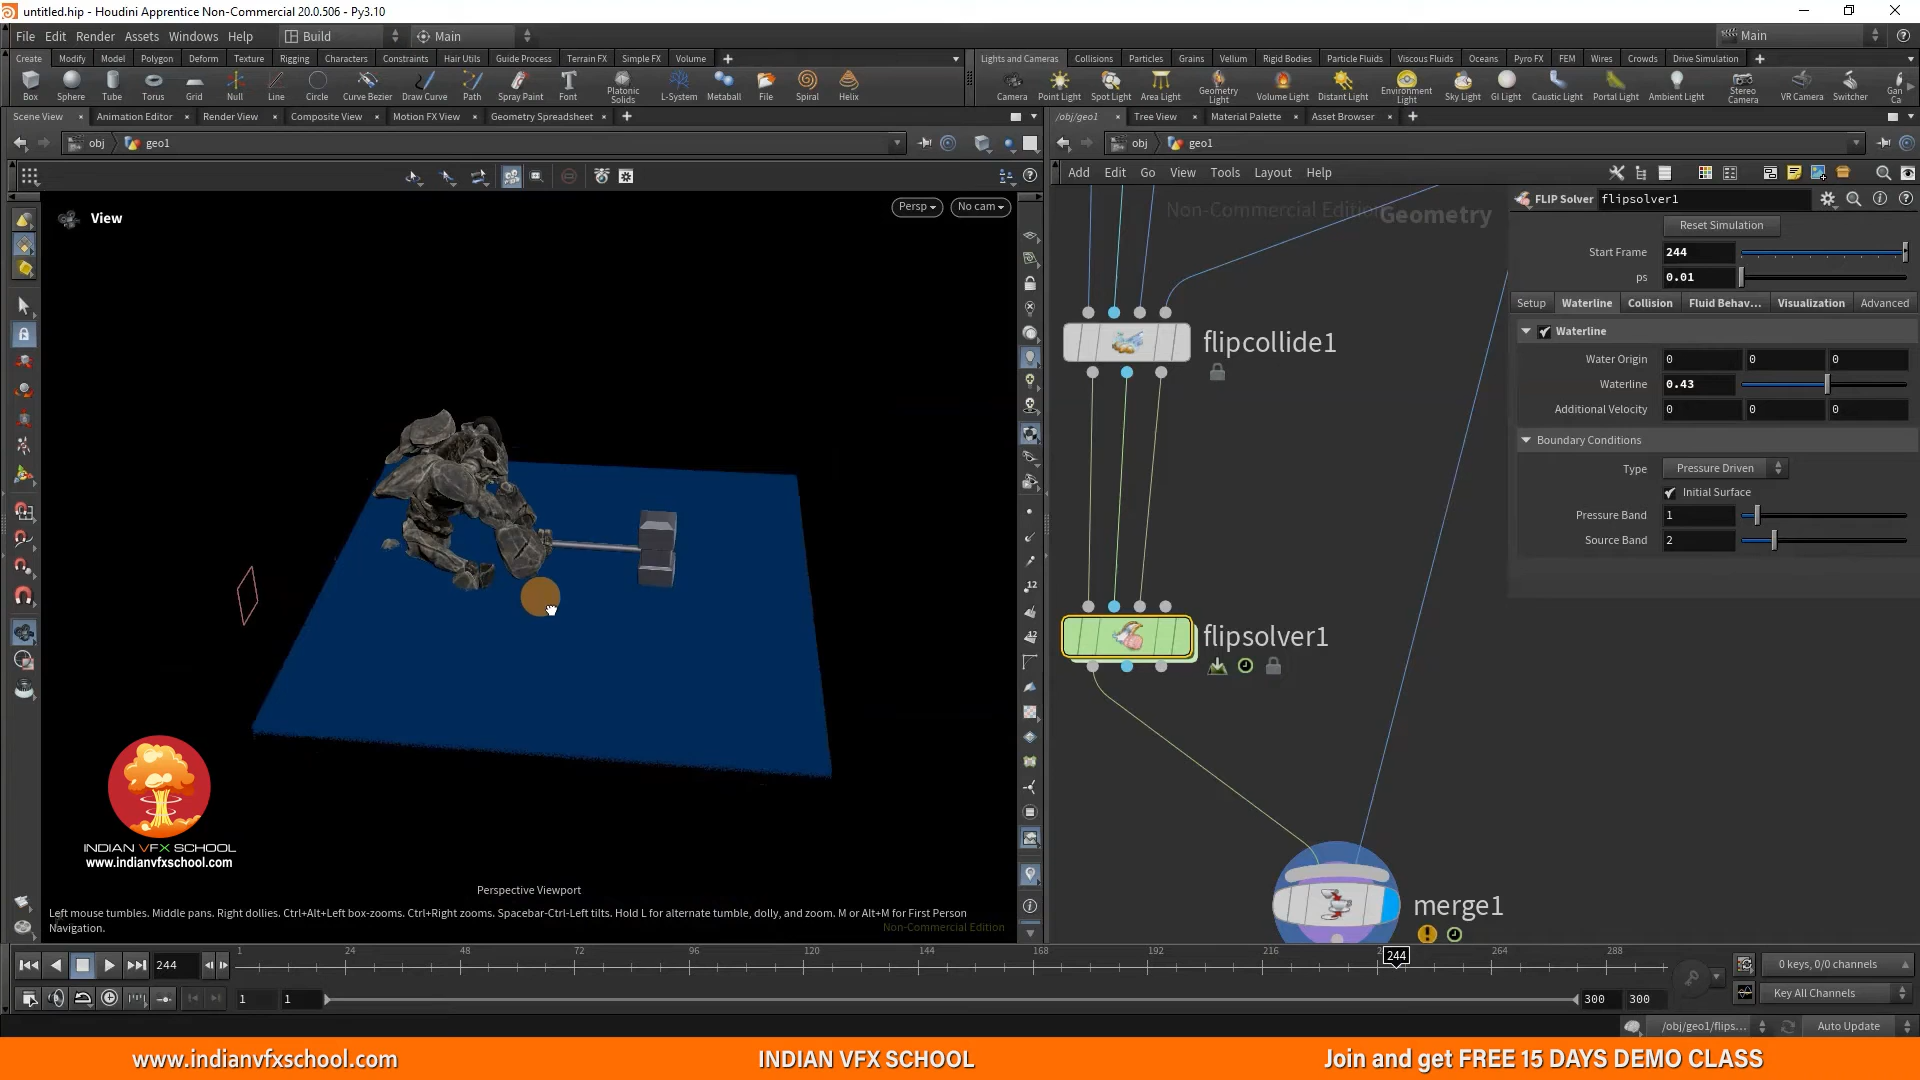 untitled.hip - Houdini Apprentice Non-Commercial 20.0.506 - Py3.10
File Edit Render Assets Windows Help Build Main Main
Create Modify Model Polygon Deform Texture Rigging Characters Constraints Hair Utils Guide Process Terrain FX Simple FX Volume
Lights and Cameras Collisions Particles Grains Vellum Rigid Bodies Particle Fluids Viscous Fluids Oceans Pyro FX FEM Wires Crowds Drive Simulation
Box Sphere Tube Torus Grid Null Line Circle Curve Bezier Draw Curve Path Spray Paint Font Platonic Solids L-System Metaball File Spiral Helix
Camera Point Light Spot Light Area Light Geometry Light Volume Light Distant Light Environment Light Sky Light GI Light Caustic Light Portal Light Ambient Light Stereo Camera VR Camera Switcher Gan Ca
Scene View Animation Editor Render View Composite View Motion FX View Geometry Spreadsheet
/obj/geo1 Tree View Material Palette Asset Browser
obj geo1
obj geo1
Add Edit Go View Tools Layout Help
View
Persp No cam
Non-Commercial Edition
Geometry
FLIP Solver flipsolver1
Reset Simulation
Start Frame 244
ps 0.01
Setup Waterline Collision Fluid Behav... Visualization Advanced
Waterline
Water Origin 0 0 0
Waterline 0.43
Additional Velocity 0 0 0
Boundary Conditions
Type Pressure Driven
Initial Surface
Pressure Band 1
Source Band 2
flipcollide1
flipsolver1
merge1
12
12
INDIAN VFX SCHOOL
www.indianvfxschool.com
Perspective Viewport
Left mouse tumbles. Middle pans. Right dollies. Ctrl+Alt+Left box-zooms. Ctrl+Right zooms. Spacebar-Ctrl-Left tilts. Hold L for alternate tumble, dolly, and zoom. M or Alt+M for First Person
Navigation.
Non-Commercial Edition
244
1 24 48 72 96 120 144 168 192 216 244 264 288
0 keys, 0/0 channels
1 1 300 300
Key All Channels
/obj/geo1/flips... Auto Update
www.indianvfxschool.com INDIAN VFX SCHOOL Join and get FREE 15 DAYS DEMO CLASS